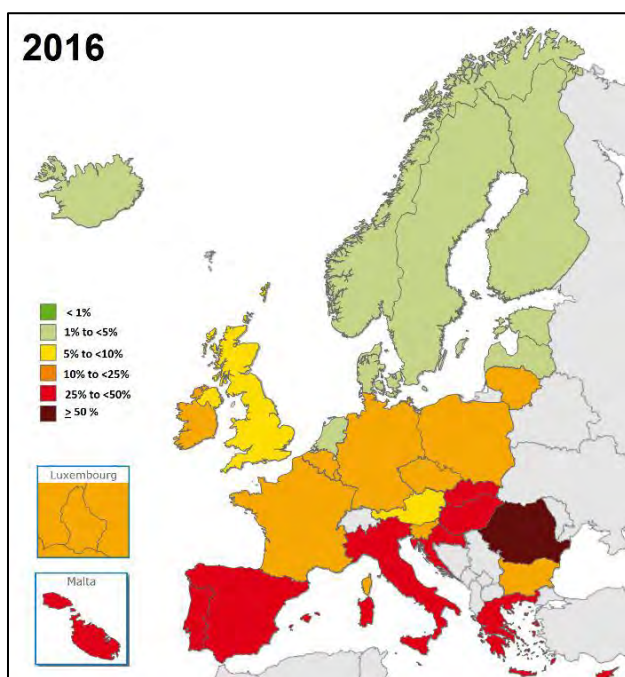 2016
< 1%
1% to <5%
5% to <10%
10% to <25%
25% to <50%
≥ 50 %
Luxembourg
Malta